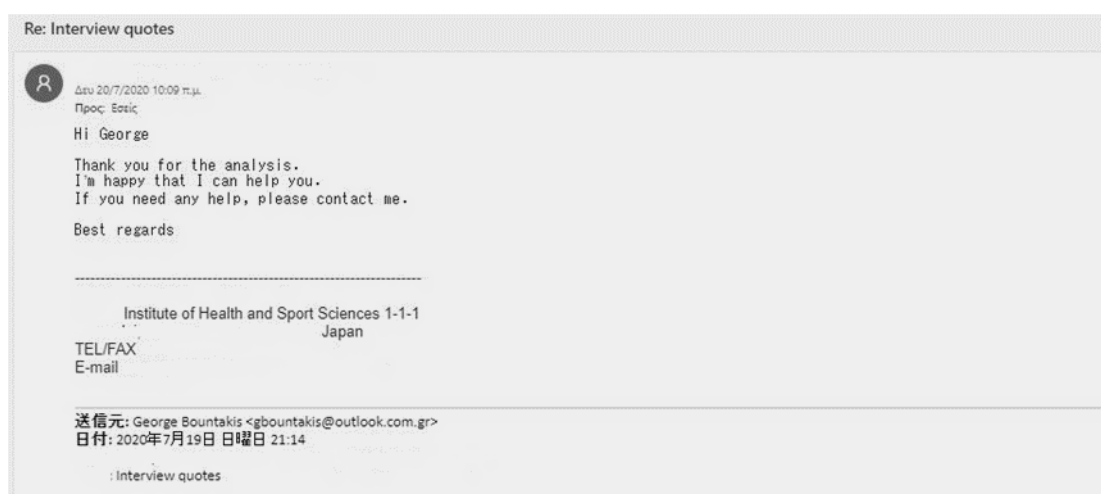 Re: Interview quotes
Δευ 20/7/2020 10:09 π.μ.
Προς: Εσείς
Hi George
Thank you for the analysis.
I'm happy that I can help you.
If you need any help, please contact me.
Best regards
----------------------------------------------------------------------
Institute of Health and Sport Sciences 1-1-1
Japan
TEL/FAX
E-mail
送信元: George Bountakis <gbountakis@outlook.com.gr>
日付: 2020年7月19日 日曜日 21:14
: Interview quotes